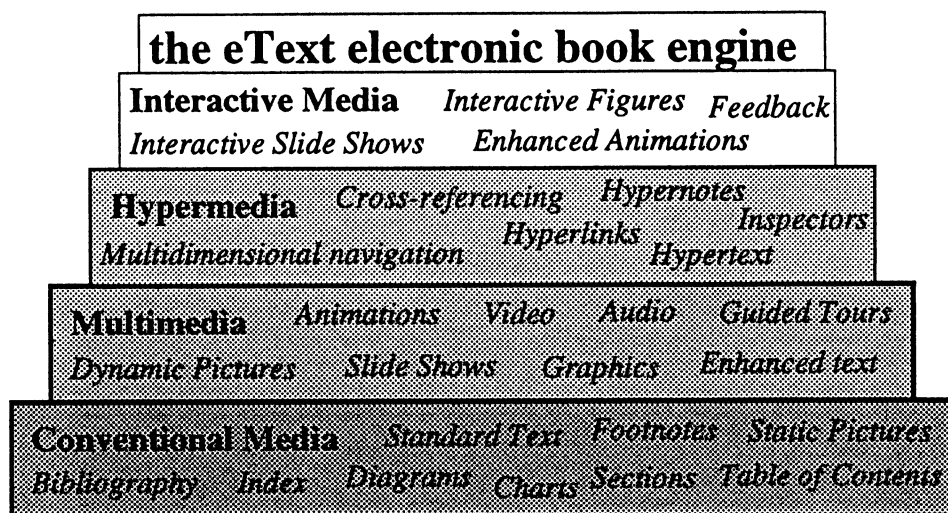 the eText electronic book engine
Interactive Media Interactive Figures Feedback
Interactive Slide Shows Enhanced Animations
Hypermedia Cross-referencing Hypernotes Inspectors
Multidimensional navigation Hyperlinks Hypertext
Multimedia Animations Video Audio Guided Tours
Dynamic Pictures Slide Shows Graphics Enhanced text
Conventional Media Standard Text Footnotes Static Pictures
Bibliography Index Diagrams Charts Sections Table of Contents